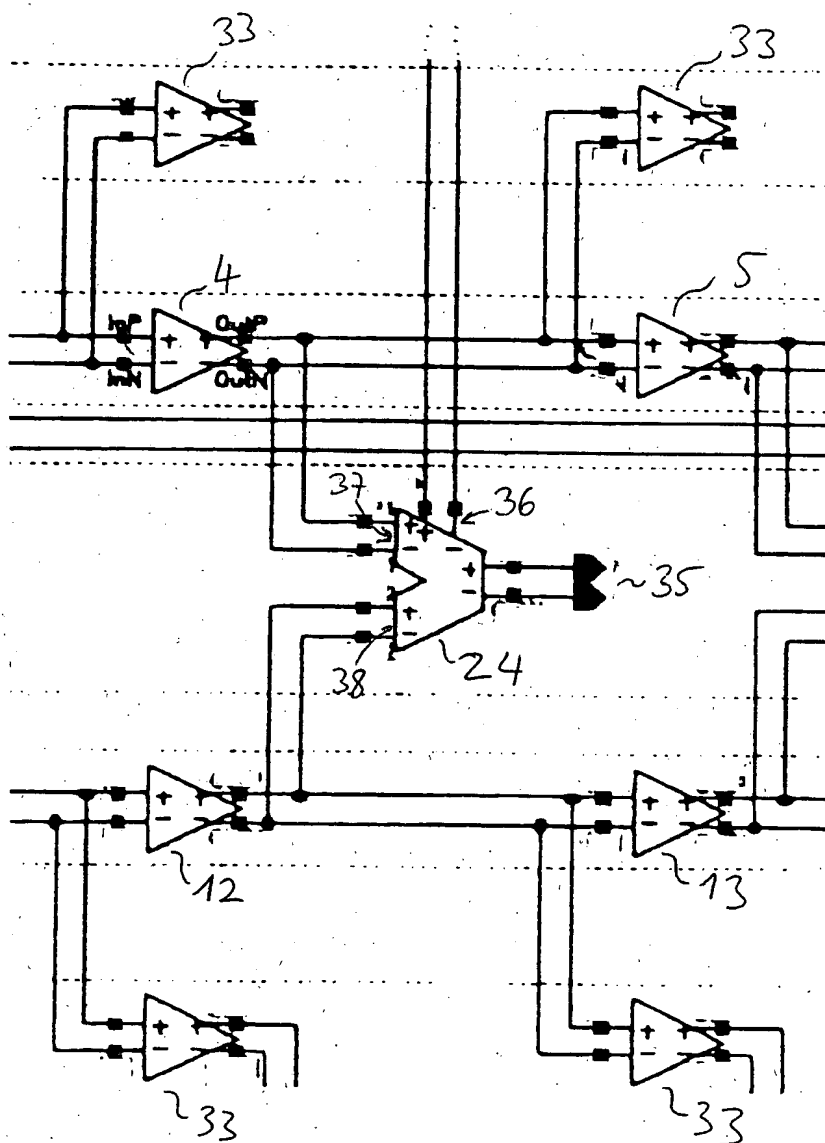 33 33
+ + + +
− − − −
4 5
InP OutP
+ + + +
− − − −
InN OutN
37 36
+ +
− − +
− 35
+
−
38 24
+ + + +
− − − −
12 13
+ + + +
− − − −
33 33